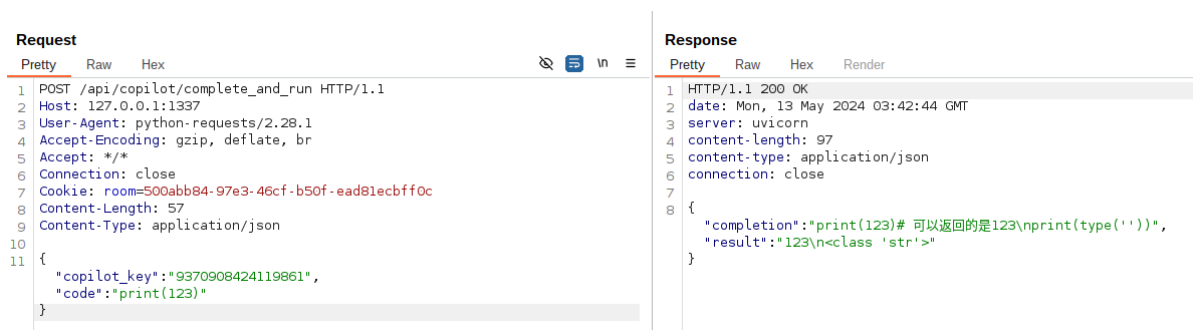 Request
Pretty Raw Hex
\n
1 POST /api/copilot/complete_and_run HTTP/1.1
2 Host: 127.0.0.1:1337
3 User-Agent: python-requests/2.28.1
4 Accept-Encoding: gzip, deflate, br
5 Accept: */*
6 Connection: close
7 Cookie: room=500abb84-97e3-46cf-b50f-ead81ecbff0c
8 Content-Length: 57
9 Content-Type: application/json
10
11 {
"copilot_key":"9370908424119861",
"code":"print(123)"
}
Response
Pretty Raw Hex Render
1 HTTP/1.1 200 OK
2 date: Mon, 13 May 2024 03:42:44 GMT
3 server: uvicorn
4 content-length: 97
5 content-type: application/json
6 connection: close
7
8 {
"completion":"print(123)# 可以返回的是123\nprint(type(''))",
"result":"123\n<class 'str'>"
}